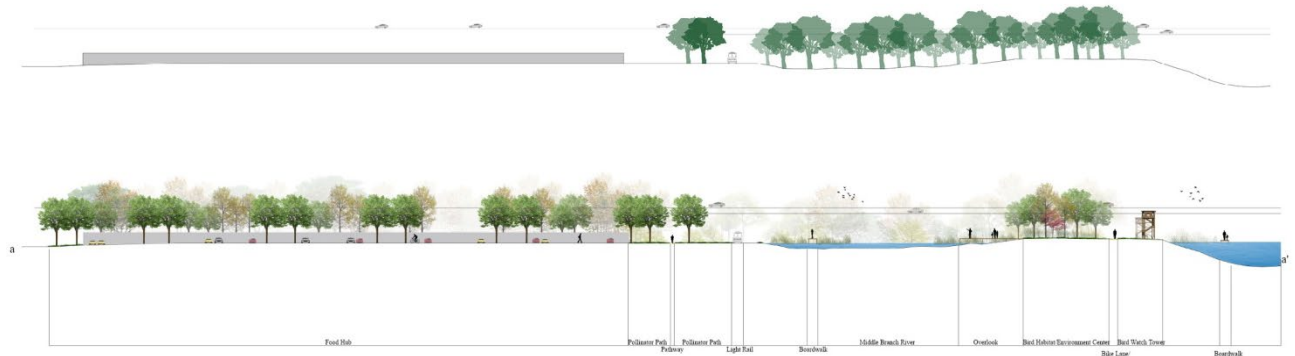 a
a'
Food Hub
Pollinator Path
Pathway
Pollinator Path
Light Rail
Boardwalk
Middle Branch River
Overlook
Bird Habitat/Environment Center
Bike Lane
Bird Watch Tower
Boardwalk